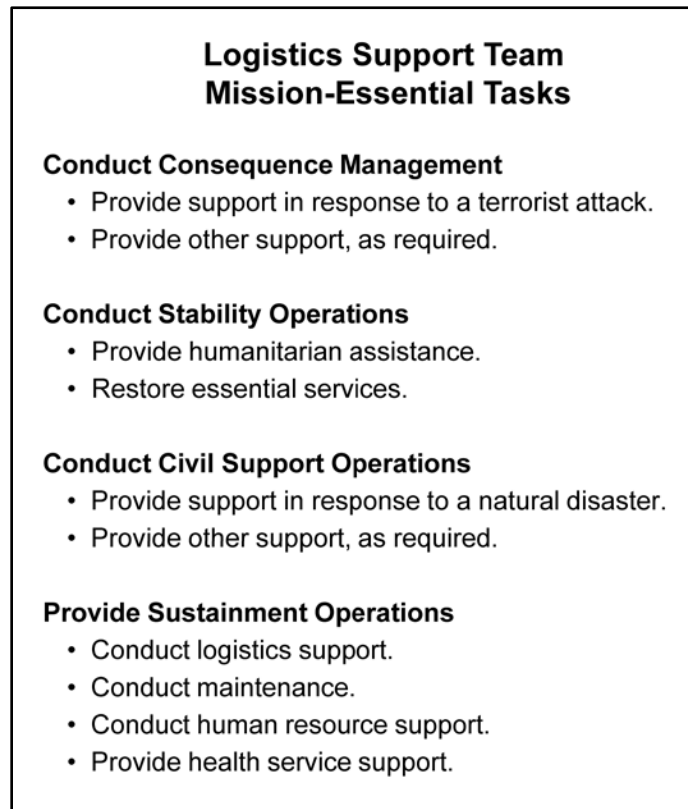 Logistics Support Team
Mission-Essential Tasks
Conduct Consequence Management
• Provide support in response to a terrorist attack.
• Provide other support, as required.
Conduct Stability Operations
• Provide humanitarian assistance.
• Restore essential services.
Conduct Civil Support Operations
• Provide support in response to a natural disaster.
• Provide other support, as required.
Provide Sustainment Operations
• Conduct logistics support.
• Conduct maintenance.
• Conduct human resource support.
• Provide health service support.